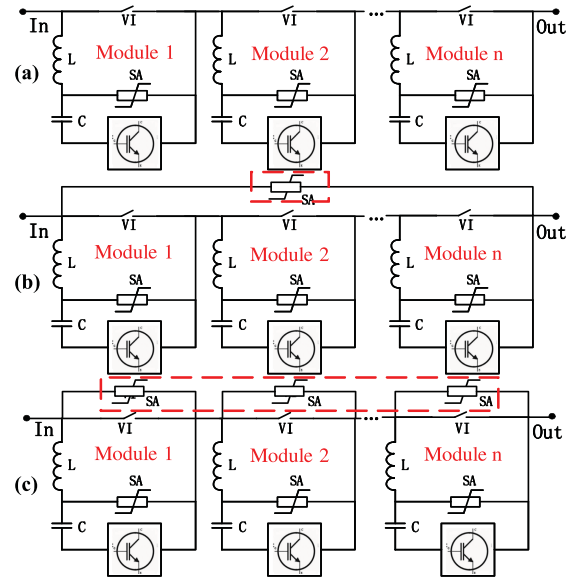 In VI VI ... VI Out
(a) L Module 1 SA L Module 2 SA L Module n SA
C C C
SA
In VI VI ... VI Out
(b) L Module 1 SA L Module 2 SA L Module n SA
C C C
SA SA SA
In VI VI ... VI Out
(c) L Module 1 SA L Module 2 SA L Module n SA
C C C